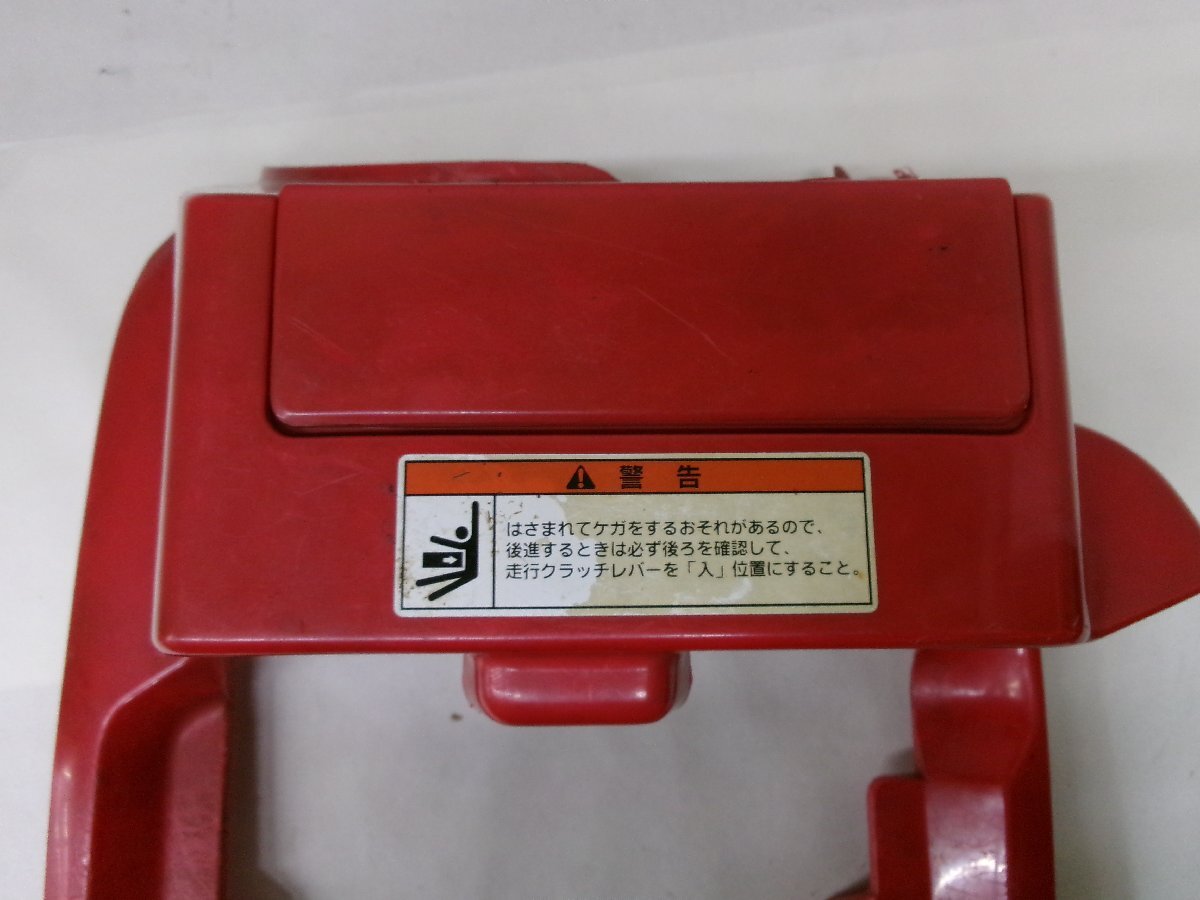 警告
はさまれてケガをするおそれがあるので、
後進するときは必ず後ろを確認して、
走行クラッチレバーを「入」位置にすること。